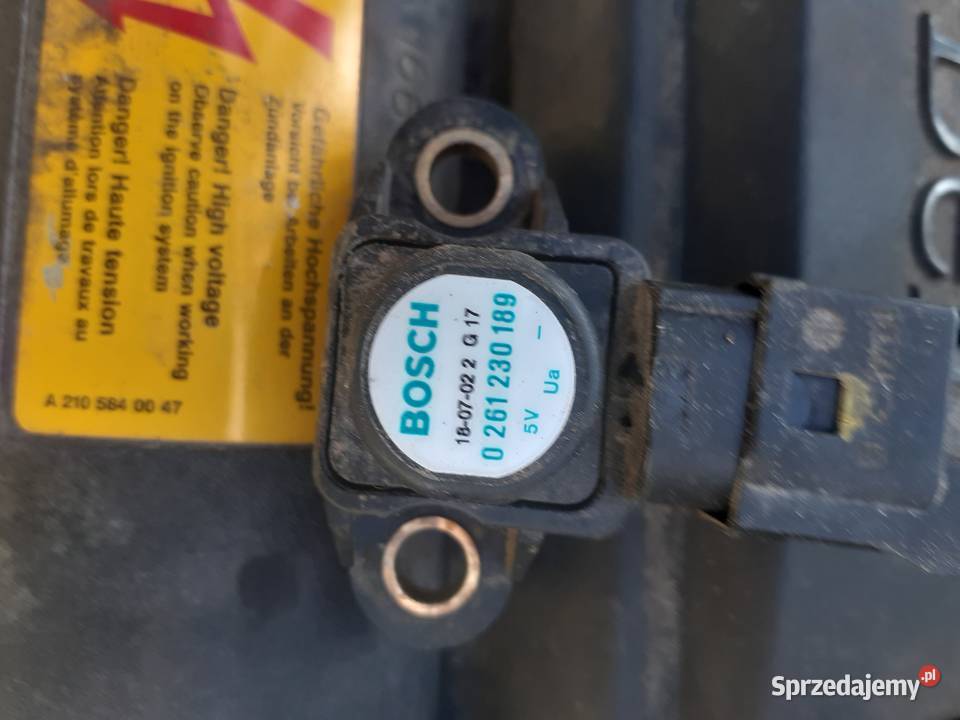 Gefährliche Hochspannung!
Vorsicht bei Arbeiten an der
Zündanlage
Danger! High voltage
Observe caution when working
on the ignition system
Danger! Haute tension
Attention lors de travaux au
système d'allumage
A 210 584 00 47
BOSCH
18-07-02 2 G 17
0 261 230 189
5V Ua –
Sprzedajemy.pl